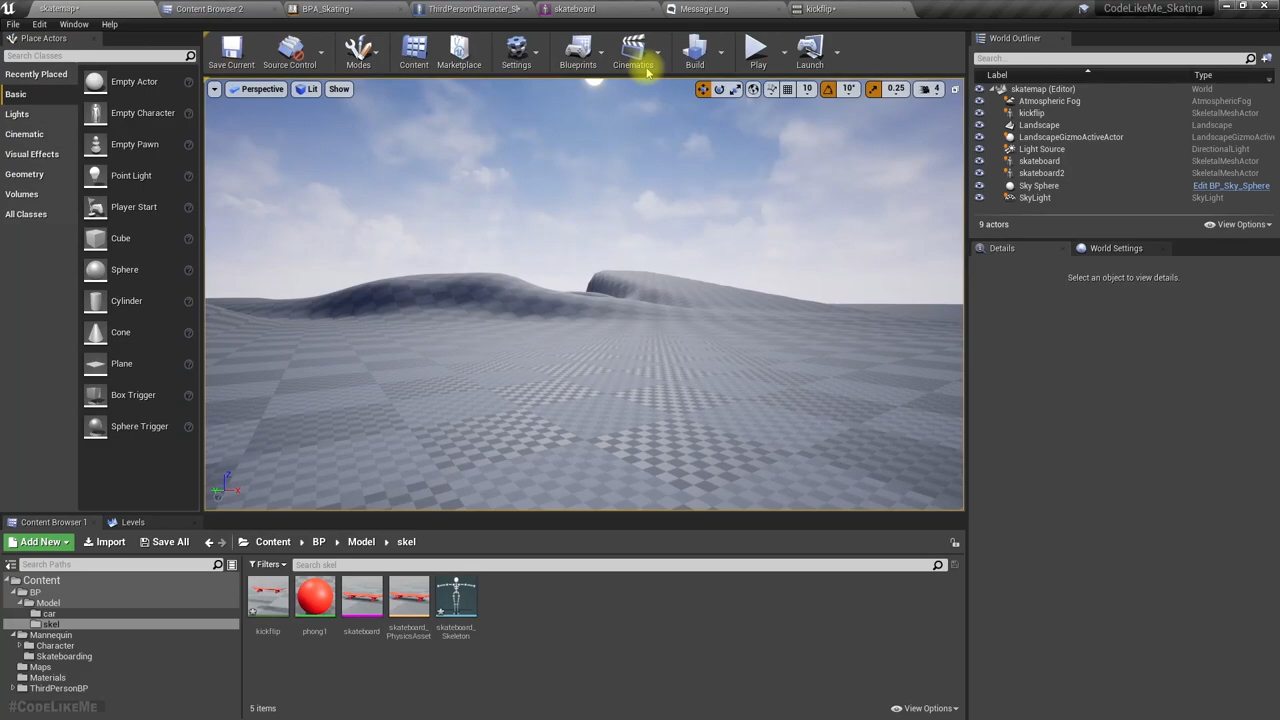 skatemap*
Content Browser 2
BPA_Skating*
ThirdPersonCharacter_Sk
skateboard
Message Log
kickflip*
CodeLikeMe_Skating
File Edit Window Help
Place Actors
Search Classes
Recently Placed
Basic
Lights
Cinematic
Visual Effects
Geometry
Volumes
All Classes
Empty Actor
Empty Character
Empty Pawn
Point Light
Player Start
Cube
Sphere
Cylinder
Cone
Plane
Box Trigger
Sphere Trigger
Save Current
Source Control
Modes
Content
Marketplace
Settings
Blueprints
Cinematics
Build
Play
Launch
Perspective
Lit
Show
10
10°
0.25
4
Z
X
World Outliner
Search...
Label Type
skatemap (Editor) World
Atmospheric Fog AtmosphericFog
kickflip SkeletalMeshActor
Landscape Landscape
LandscapeGizmoActiveActor LandscapeGizmoActiv
Light Source DirectionalLight
skateboard SkeletalMeshActor
skateboard2 SkeletalMeshActor
Sky Sphere Edit BP_Sky_Sphere
SkyLight SkyLight
9 actors
View Options
Details
World Settings
Select an object to view details.
Content Browser 1
Levels
Add New
Import
Save All
Content
BP
Model
skel
Search Paths
Filters
Search skel
Content
BP
Model
car
skel
Mannequin
Character
Skateboarding
Maps
Materials
ThirdPersonBP
kickflip
phong1
skateboard
skateboard_
PhysicsAsset
skateboard_
Skeleton
5 items
View Options
#CodeLikeMe